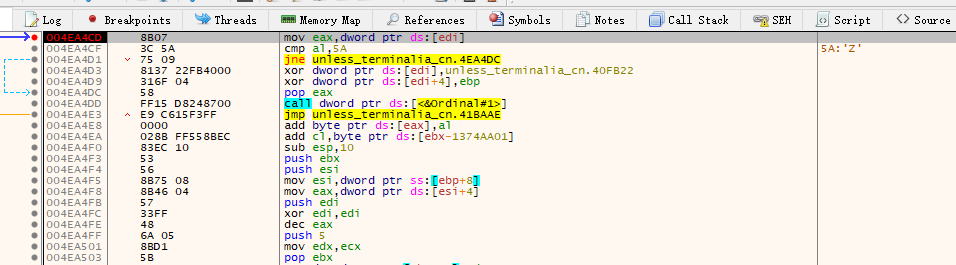 Log Breakpoints Threads Memory Map References Symbols Notes Call Stack SEH Script Source
004EA4CD 8B07 mov eax,dword ptr ds:[edi]
004EA4CF 3C 5A cmp al,5A 5A:'Z'
004EA4D1 75 09 jne unless_terminalia_cn.4EA4DC
004EA4D3 8137 22FB4000 xor dword ptr ds:[edi],unless_terminalia_cn.40FB22
004EA4D9 316F 04 xor dword ptr ds:[edi+4],ebp
004EA4DC 58 pop eax
004EA4DD FF15 D8248700 call dword ptr ds:[<&Ordinal#1>]
004EA4E3 E9 C615F3FF jmp unless_terminalia_cn.41BAAE
004EA4E8 0000 add byte ptr ds:[eax],al
004EA4EA 028B FF558BEC add cl,byte ptr ds:[ebx-1374AA01]
004EA4F0 83EC 10 sub esp,10
004EA4F3 53 push ebx
004EA4F4 56 push esi
004EA4F5 8B75 08 mov esi,dword ptr ss:[ebp+8]
004EA4F8 8B46 04 mov eax,dword ptr ds:[esi+4]
004EA4FB 57 push edi
004EA4FC 33FF xor edi,edi
004EA4FE 48 dec eax
004EA4FF 6A 05 push 5
004EA501 8BD1 mov edx,ecx
004EA503 5B pop ebx